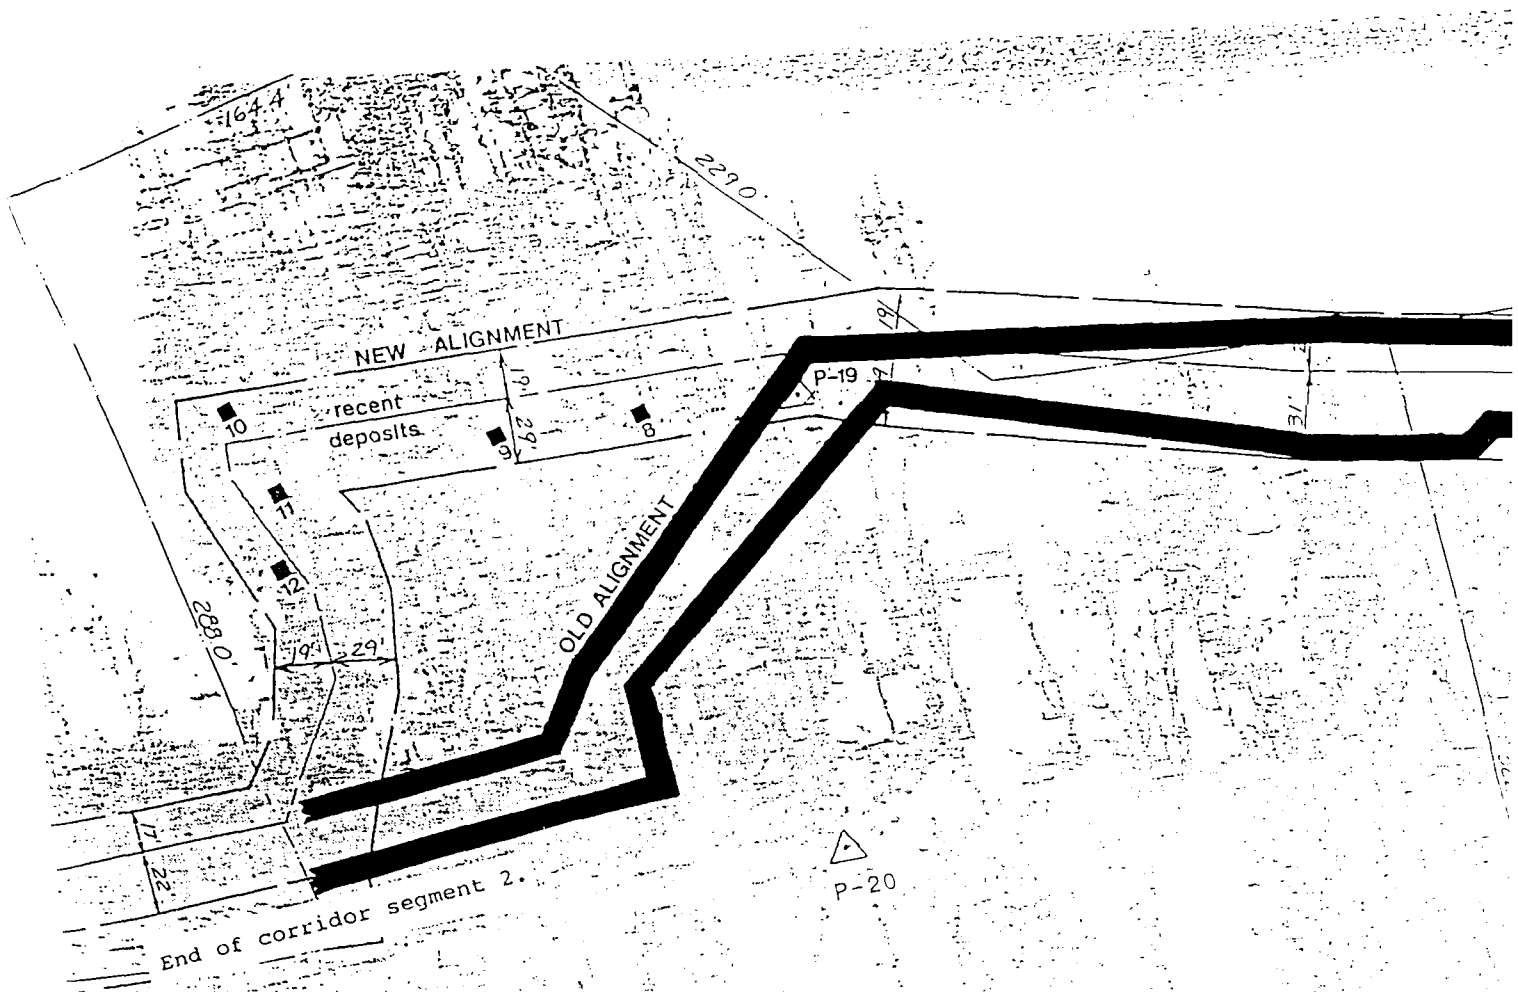 164.4
229.0'
NEW ALIGNMENT
161
recent
deposits
19'
29'
P-19
31'
10
9
8
11
12
OLD ALIGNMENT
288.0'
19'
29'
17'
22'
P-20
End of corridor segment 2.